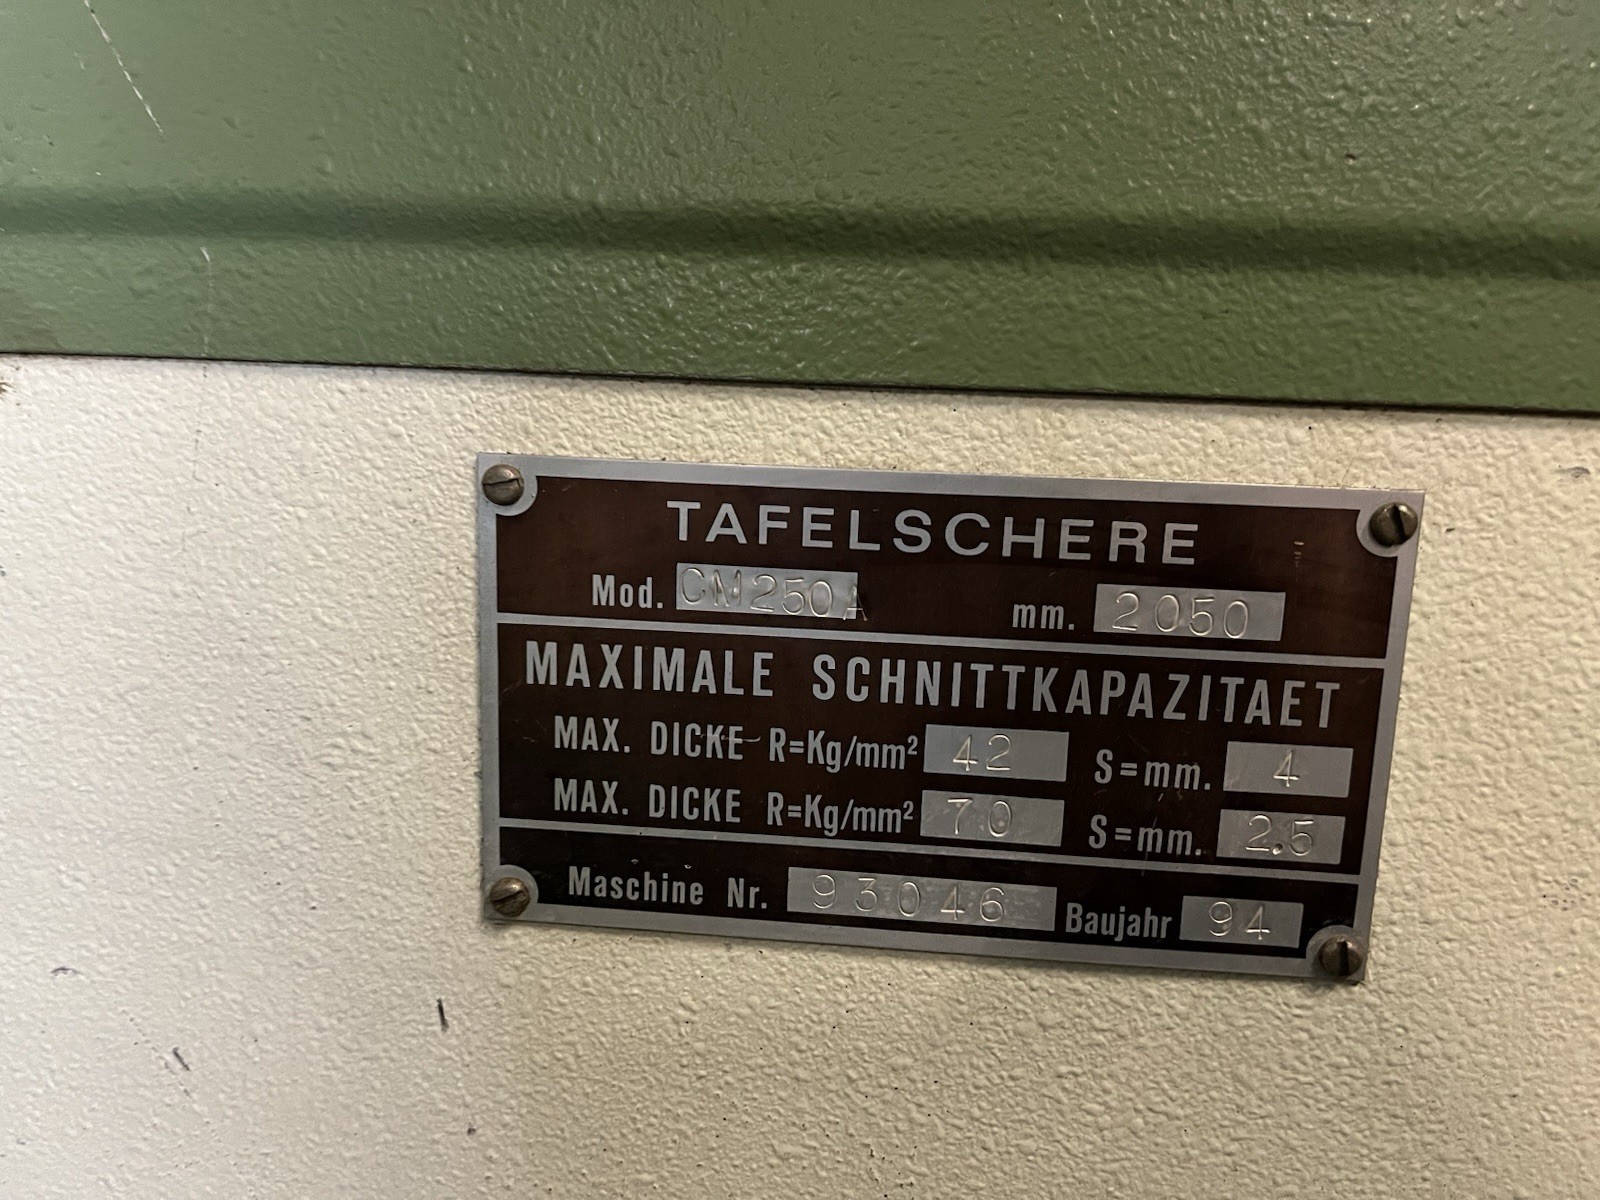 TAFELSCHERE
Mod. CM250A mm. 2050
MAXIMALE SCHNITTKAPAZITAET
MAX. DICKE R=Kg/mm² 42 S=mm. 4
MAX. DICKE R=Kg/mm² 70 S=mm. 2.5
Maschine Nr. 93046 Baujahr 94